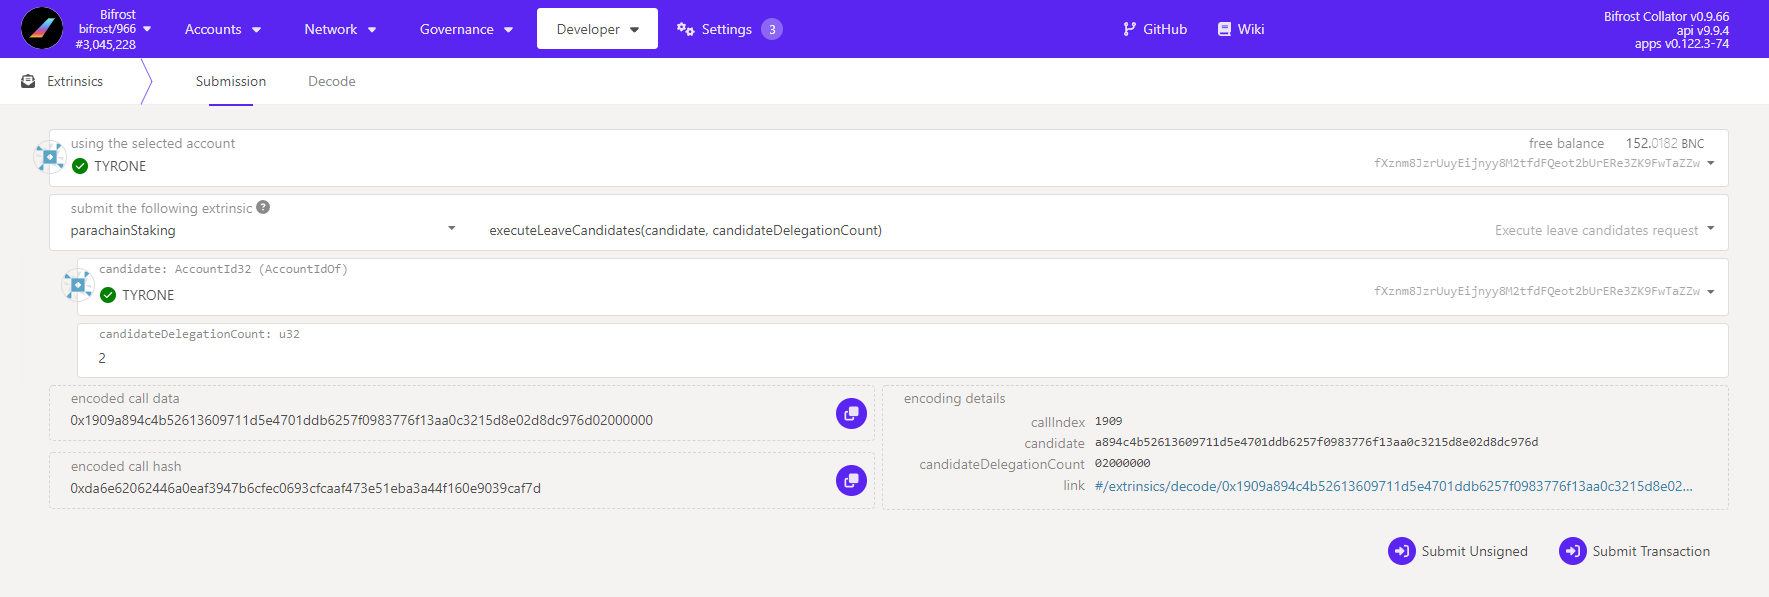 Bifrost
bifrost/966
#3,045,228
Accounts
Network
Governance
Developer
Settings
3
GitHub
Wiki
Bifrost Collator v0.9.66
api v9.9.4
apps v0.122.3-74
Extrinsics
Submission
Decode
using the selected account
TYRONE
free balance 152.0182 BNC
fXznm8JzrUuyEijnyy8M2tfdFQeot2bUrERe3ZK9FwTaZZw
submit the following extrinsic ?
parachainStaking
executeLeaveCandidates(candidate, candidateDelegationCount)
Execute leave candidates request
candidate: AccountId32 (AccountIdOf)
TYRONE
fXznm8JzrUuyEijnyy8M2tfdFQeot2bUrERe3ZK9FwTaZZw
candidateDelegationCount: u32
2
encoded call data
0x1909a894c4b52613609711d5e4701ddb6257f0983776f13aa0c3215d8e02d8dc976d02000000
encoded call hash
0xda6e62062446a0eaf3947b6cfec0693cfcaaf473e51eba3a44f160e9039caf7d
encoding details
callIndex 1909
candidate a894c4b52613609711d5e4701ddb6257f0983776f13aa0c3215d8e02d8dc976d
candidateDelegationCount 02000000
link #/extrinsics/decode/0x1909a894c4b52613609711d5e4701ddb6257f0983776f13aa0c3215d8e02...
Submit Unsigned
Submit Transaction